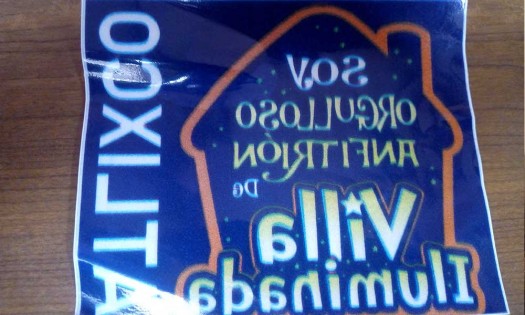 ATLIXCO
SOY
ORGULLOSO
ANFITRIÓN
De
Villa
Iluminada